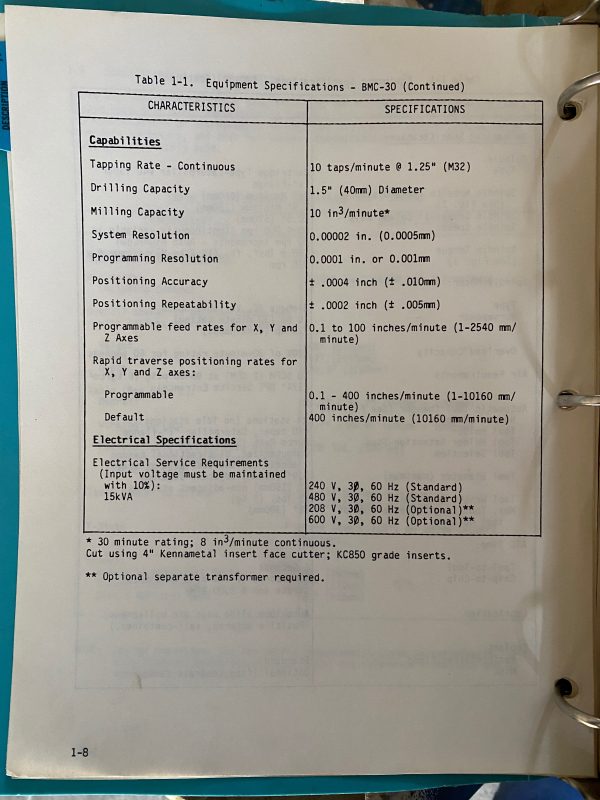 DESCRIPTION
Table 1-1. Equipment Specifications - BMC-30 (Continued)
CHARACTERISTICS SPECIFICATIONS
Capabilities
Tapping Rate - Continuous 10 taps/minute @ 1.25" (M32)
Drilling Capacity 1.5" (40mm) Diameter
Milling Capacity 10 in3/minute*
System Resolution 0.00002 in. (0.0005mm)
Programming Resolution 0.0001 in. or 0.001mm
Positioning Accuracy ± .0004 inch (± .010mm)
Positioning Repeatability ± .0002 inch (± .005mm)
Programmable feed rates for X, Y and 0.1 to 100 inches/minute (1-2540 mm/
Z Axes minute)
Rapid traverse positioning rates for
X, Y and Z axes:
Programmable 0.1 - 400 inches/minute (1-10160 mm/
minute)
Default 400 inches/minute (10160 mm/minute)
Electrical Specifications
Electrical Service Requirements
(Input voltage must be maintained
with 10%): 240 V, 3Ø, 60 Hz (Standard)
15kVA 480 V, 3Ø, 60 Hz (Standard)
208 V, 3Ø, 60 Hz (Optional)**
600 V, 3Ø, 60 Hz (Optional)**
* 30 minute rating; 8 in3/minute continuous.
Cut using 4" Kennametal insert face cutter; KC850 grade inserts.
** Optional separate transformer required.
1-8